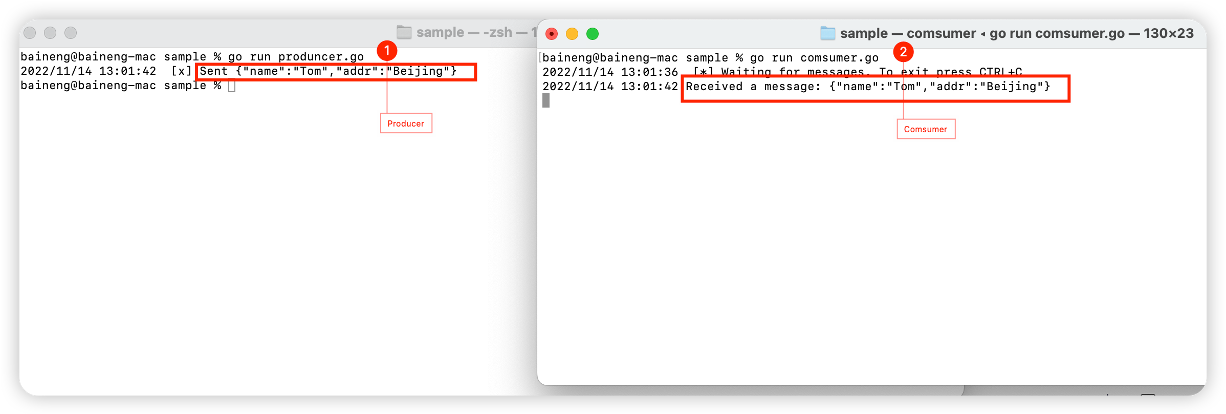 sample — -zsh — 1
baineng@baineng-mac sample % go run produncer.go
1
2022/11/14 13:01:42 [x] Sent {"name":"Tom","addr":"Beijing"}
baineng@baineng-mac sample %
Producer
sample — comsumer ◂ go run comsumer.go — 130×23
2
baineng@baineng-mac sample % go run comsumer.go
2022/11/14 13:01:36 [*] Waiting for messages. To exit press CTRL+C
2022/11/14 13:01:42 Received a message: {"name":"Tom","addr":"Beijing"}
Comsumer